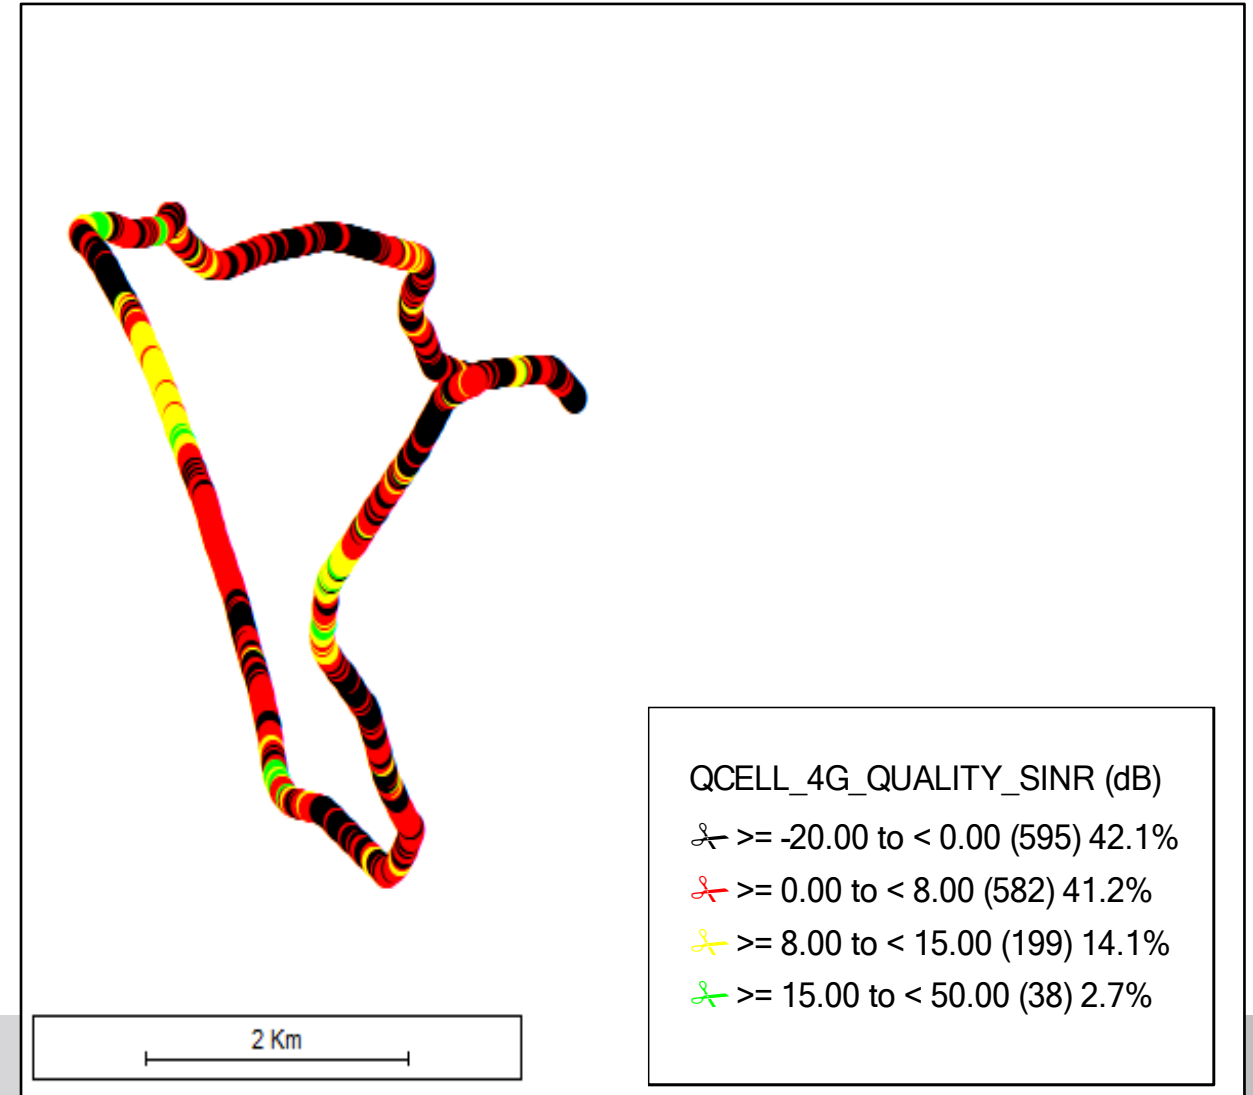 QCELL_4G_QUALITY_SINR (dB)
>= -20.00 to < 0.00 (595) 42.1%
>= 0.00 to < 8.00 (582) 41.2%
>= 8.00 to < 15.00 (199) 14.1%
>= 15.00 to < 50.00 (38) 2.7%
2 Km